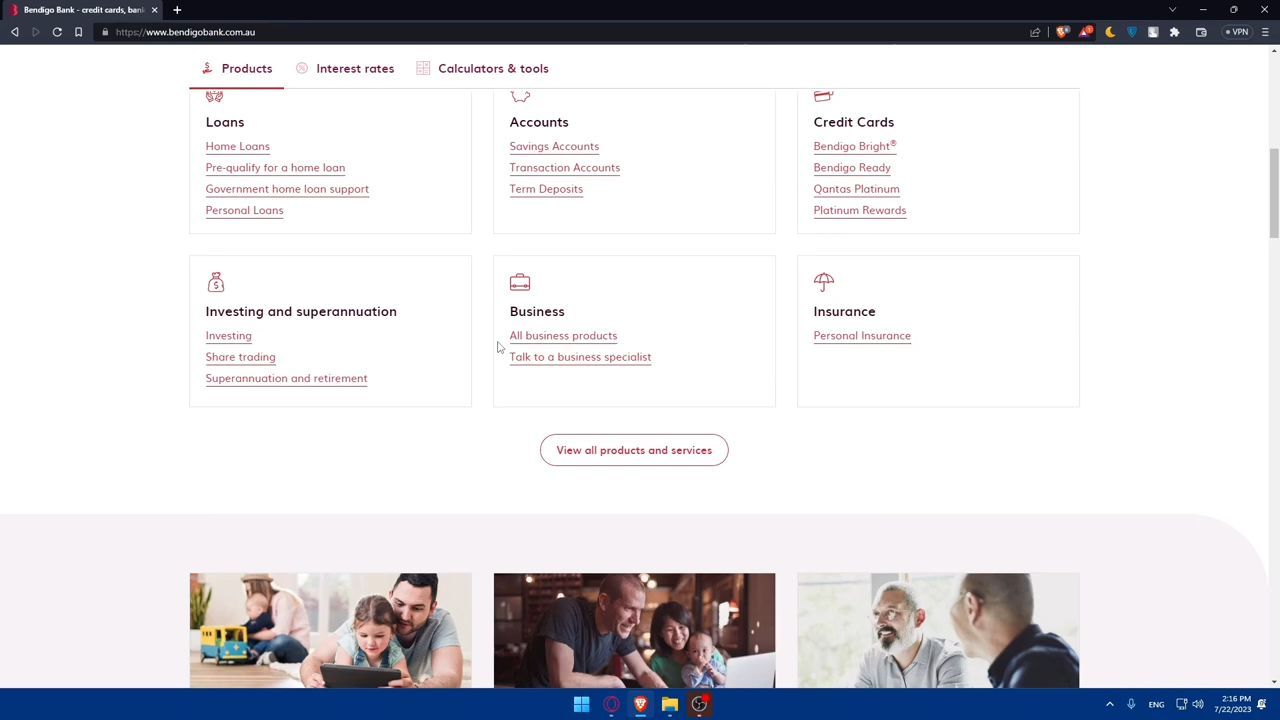 Bendigo Bank - credit cards, bank
https://www.bendigobank.com.au
VPN
Products
Interest rates
Calculators & tools
Loans
Home Loans
Pre-qualify for a home loan
Government home loan support
Personal Loans
Accounts
Savings Accounts
Transaction Accounts
Term Deposits
Credit Cards
Bendigo Bright®
Bendigo Ready
Qantas Platinum
Platinum Rewards
Investing and superannuation
Investing
Share trading
Superannuation and retirement
Business
All business products
Talk to a business specialist
Insurance
Personal Insurance
View all products and services
ENG
2:16 PM
7/22/2023